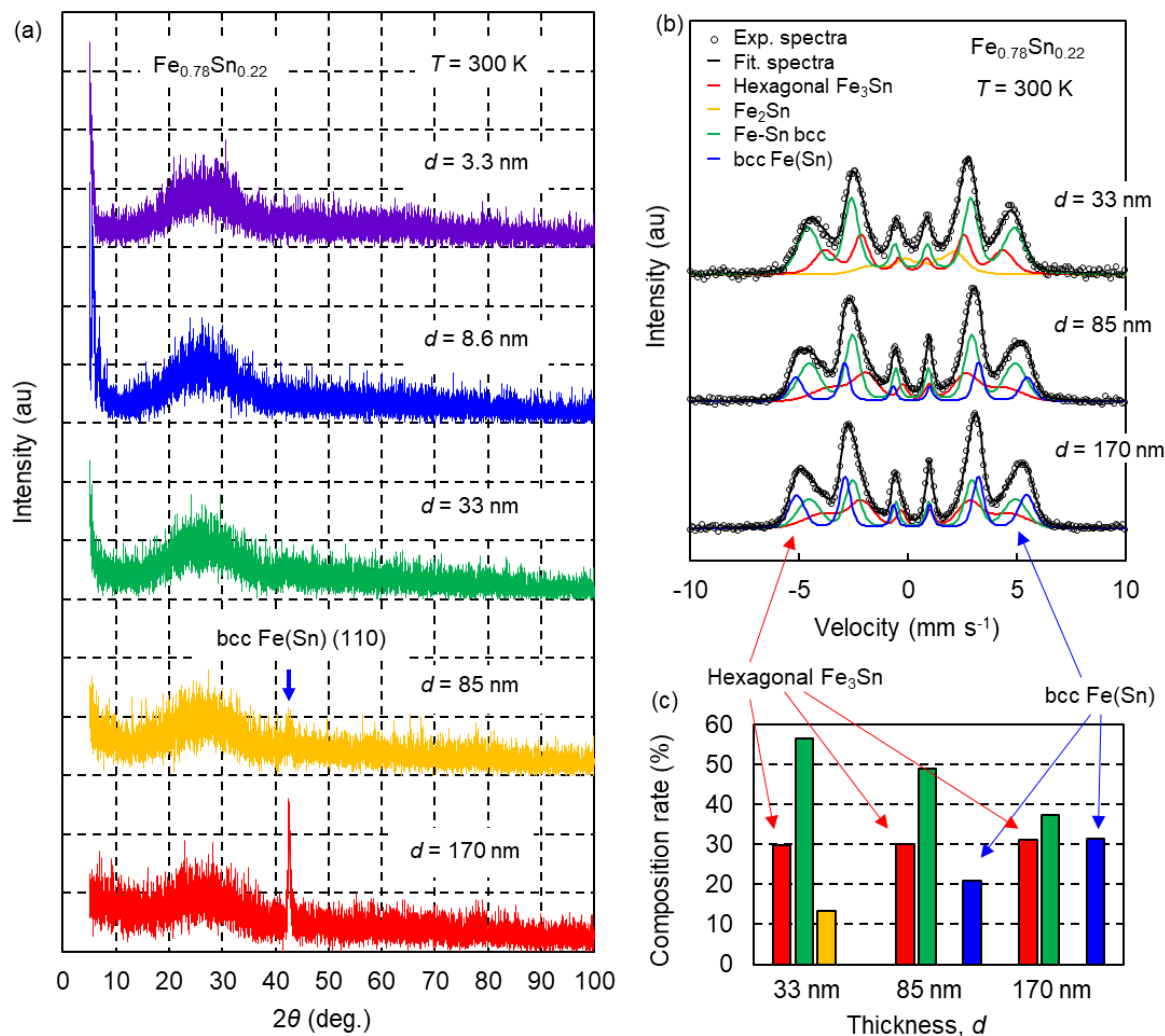 (a)
Fe0.78Sn0.22
T = 300 K
d = 3.3 nm
d = 8.6 nm
d = 33 nm
bcc Fe(Sn) (110)
d = 85 nm
d = 170 nm
Intensity (au)
0 10 20 30 40 50 60 70 80 90 100
2θ (deg.)
(b)
Exp. spectra
Fit. spectra
Hexagonal Fe3Sn
Fe2Sn
Fe-Sn bcc
bcc Fe(Sn)
Fe0.78Sn0.22
T = 300 K
d = 33 nm
d = 85 nm
d = 170 nm
Intensity (au)
-10 -5 0 5 10
Velocity (mm s-1)
Hexagonal Fe3Sn
bcc Fe(Sn)
(c)
60
50
40
30
20
10
0
Composition rate (%)
33 nm 85 nm 170 nm
Thickness, d